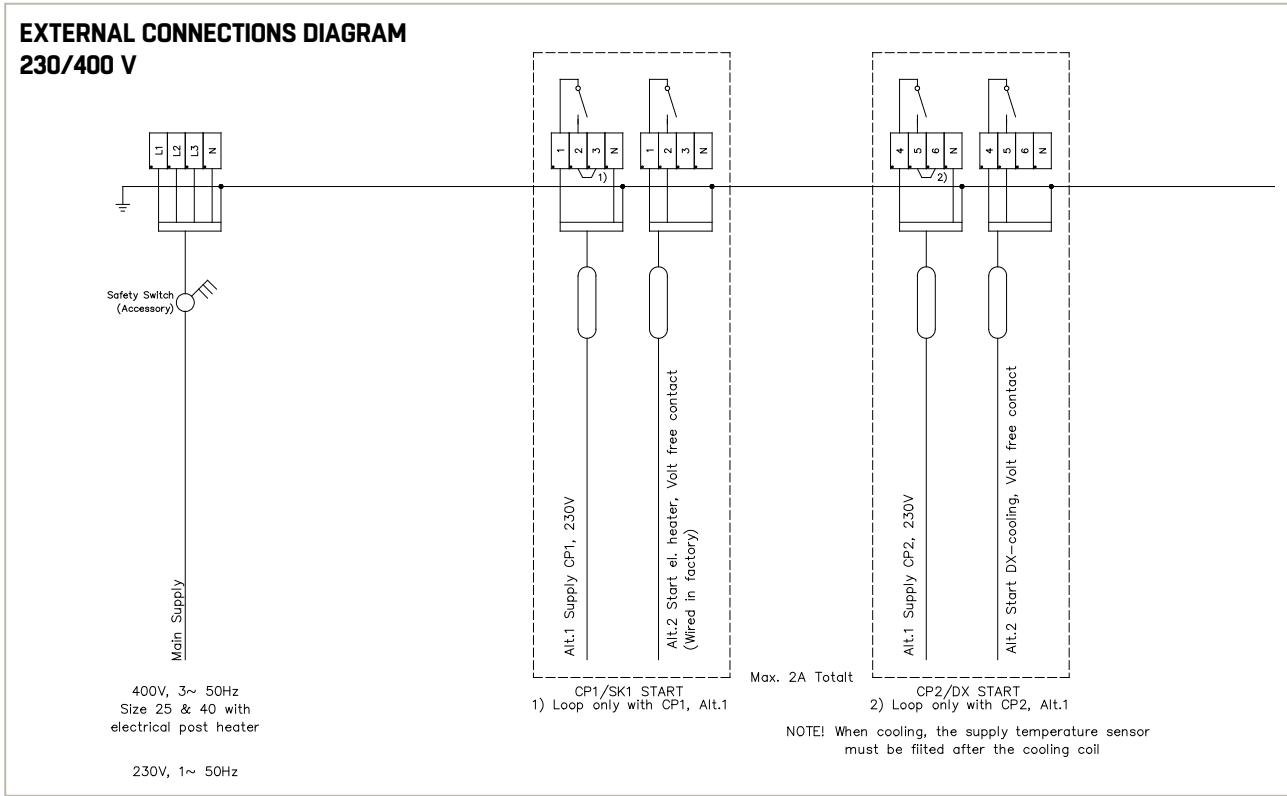 EXTERNAL CONNECTIONS DIAGRAM
230/400 V
L1 L2 L3 N
1 2 3 N
1)
1 2 3 N
4 5 6 N
2)
4 5 6 N
Safety Switch
(Accessory)
Main Supply
Alt.1 Supply CP1, 230V
Alt.2 Start el. heater, Volt free contact
(Wired in factory)
Alt.1 Supply CP2, 230V
Alt.2 Start DX-cooling, Volt free contact
400V, 3~ 50Hz
Size 25 & 40 with
electrical post heater
230V, 1~ 50Hz
CP1/SK1 START
1) Loop only with CP1, Alt.1
Max. 2A Totalt
CP2/DX START
2) Loop only with CP2, Alt.1
NOTE! When cooling, the supply temperature sensor
must be fiited after the cooling coil